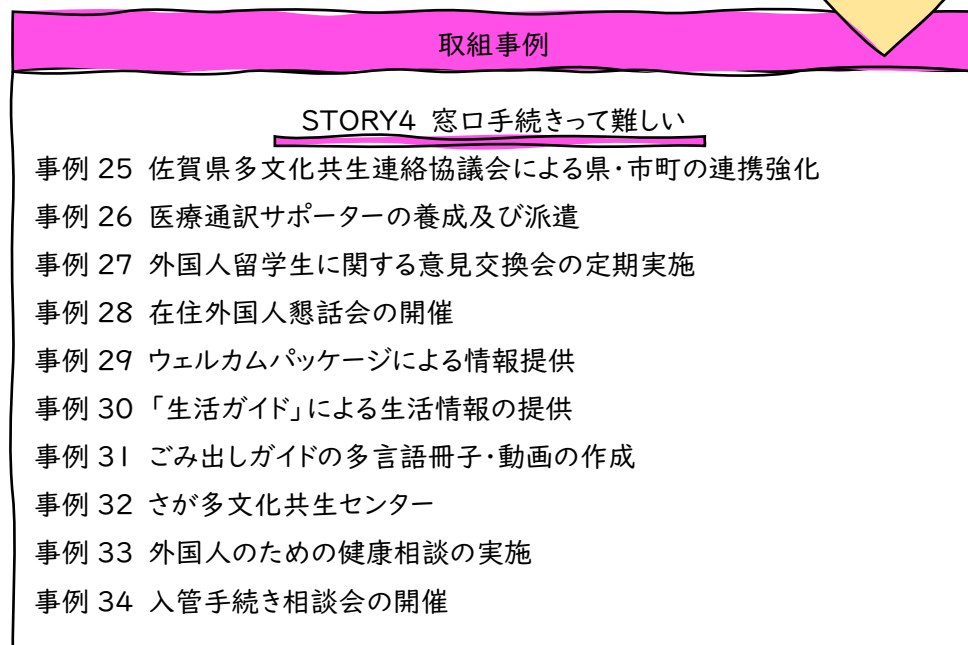 取組事例
STORY4 窓口手続きって難しい
事例 25 佐賀県多文化共生連絡協議会による県・市町の連携強化
事例 26 医療通訳サポーターの養成及び派遣
事例 27 外国人留学生に関する意見交換会の定期実施
事例 28 在住外国人懇話会の開催
事例 29 ウェルカムパッケージによる情報提供
事例 30 「生活ガイド」による生活情報の提供
事例 31 ごみ出しガイドの多言語冊子・動画の作成
事例 32 さが多文化共生センター
事例 33 外国人のための健康相談の実施
事例 34 入管手続き相談会の開催